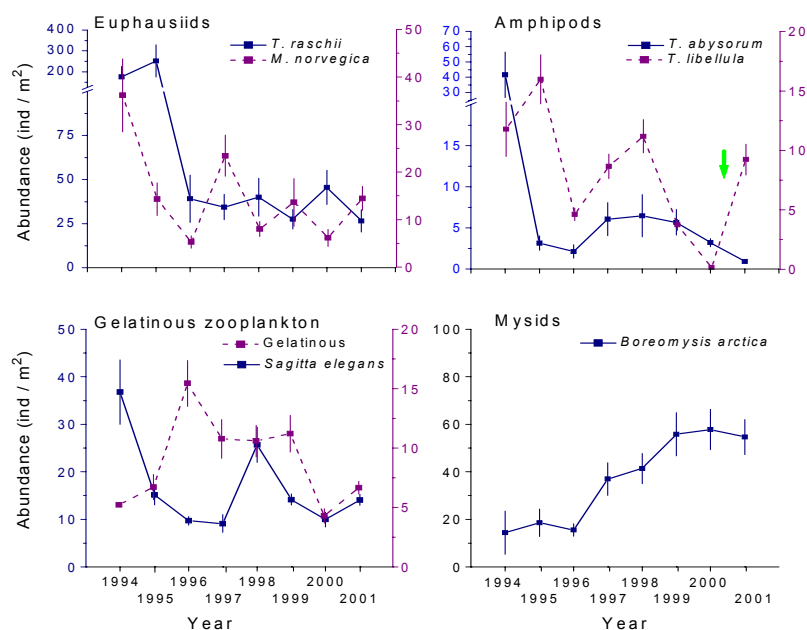 Euphausiids
T. raschii
M. norvegica
Abundance (ind / m²)
400
300
200
75
50
25
0
50
40
30
20
10
0
Amphipods
T. abysorum
T. libellula
70
60
50
40
30
15
10
5
0
20
15
10
5
0
Gelatinous zooplankton
Gelatinous
Sagitta elegans
Abundance (ind / m²)
50
40
30
20
10
0
20
15
10
5
0
1994 1996 1998 2000
1995 1997 1999 2001
Year
Mysids
Boreomysis arctica
100
80
60
40
20
0
1994 1996 1998 2000
1995 1997 1999 2001
Year